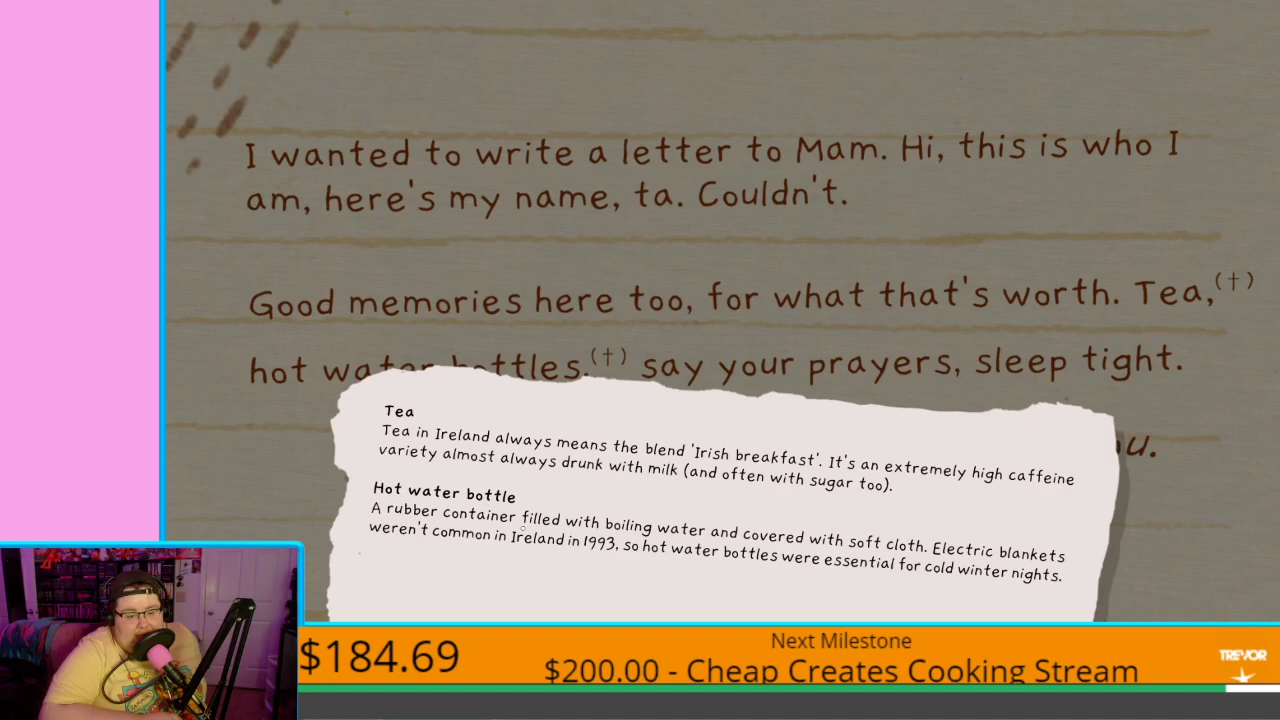 I wanted to write a letter to Mam. Hi, this is who I
am, here's my name, ta. Couldn't.
Good memories here too, for what that's worth. Tea,(†)
hot water bottles,(†) say your prayers, sleep tight.
u.
Tea
Tea in Ireland always means the blend 'Irish breakfast'. It's an extremely high caffeine
variety almost always drunk with milk (and often with sugar too).
Hot water bottle
A rubber container filled with boiling water and covered with soft cloth. Electric blankets
weren't common in Ireland in 1993, so hot water bottles were essential for cold winter nights.
$184.69
Next Milestone
$200.00 - Cheap Creates Cooking Stream
TREVOR